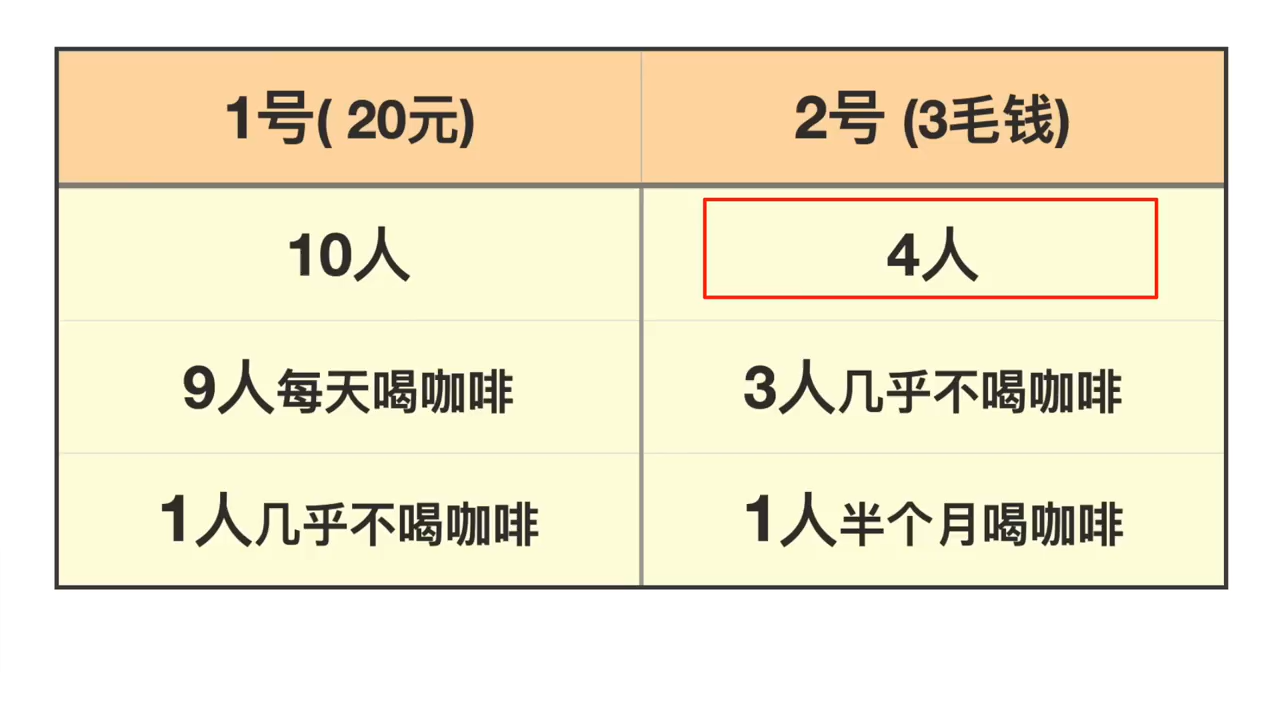 1号( 20元)
2号 (3毛钱)
10人
4人
9人每天喝咖啡
3人几乎不喝咖啡
1人几乎不喝咖啡
1人半个月喝咖啡